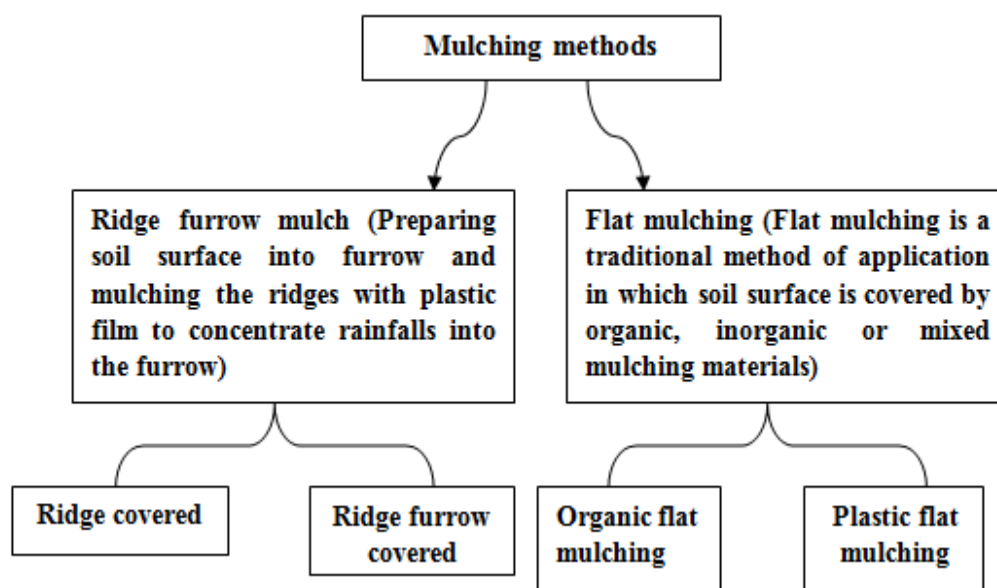 Mulching methods
Ridge furrow mulch (Preparing
soil surface into furrow and
mulching the ridges with plastic
film to concentrate rainfalls into
the furrow)
Flat mulching (Flat mulching is a
traditional method of application
in which soil surface is covered by
organic, inorganic or mixed
mulching materials)
Ridge covered
Ridge furrow
covered
Organic flat
mulching
Plastic flat
mulching